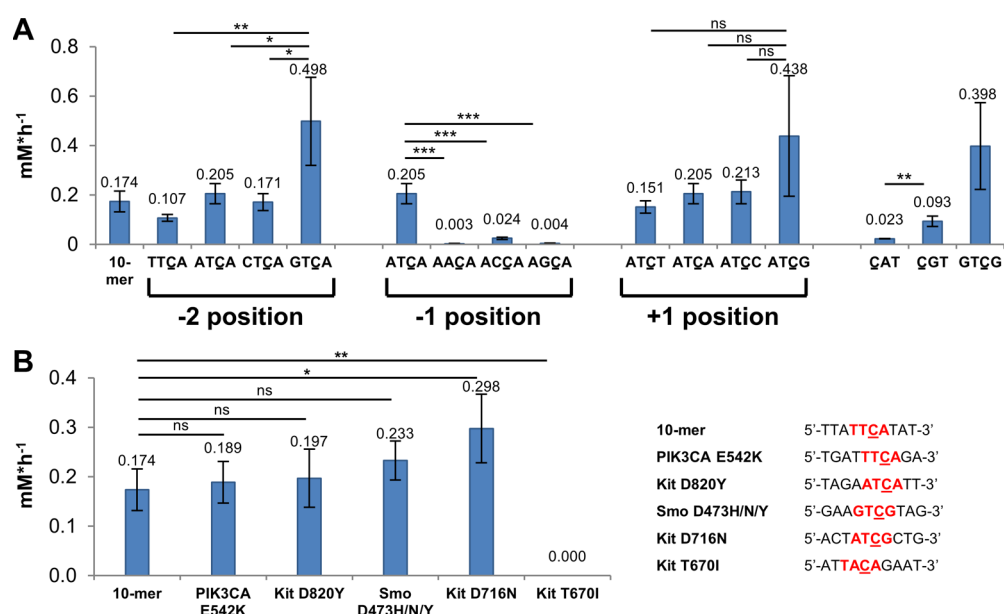 A
0.8
0.6
0.4
0.2
0
mM*h-1
** * *
0.174 0.107 0.205 0.171 0.498
*** *** ***
0.205 0.003 0.024 0.004
ns ns ns
0.151 0.205 0.213 0.438
**
0.023 0.093 0.398
10-mer TTCA ATCA CTCA GTCA ATCA AACA ACCA AGCA ATCT ATCA ATCC ATCG CAT CGT GTCG
-2 position -1 position +1 position
B
0.4
0.3
0.2
0.1
0.0
mM*h-1
**
*
ns
ns
ns
0.174 0.189 0.197 0.233 0.298 0.000
10-mer PIK3CA Kit D820Y Smo Kit D716N Kit T670I
E542K D473H/N/Y
10-mer 5'-TTATTCATAT-3'
PIK3CA E542K 5'-TGATTTCAGA-3'
Kit D820Y 5'-TAGAATCATT-3'
Smo D473H/N/Y 5'-GAAGTCGTAG-3'
Kit D716N 5'-ACTATCGCTG-3'
Kit T670I 5'-ATTACAGAAT-3'